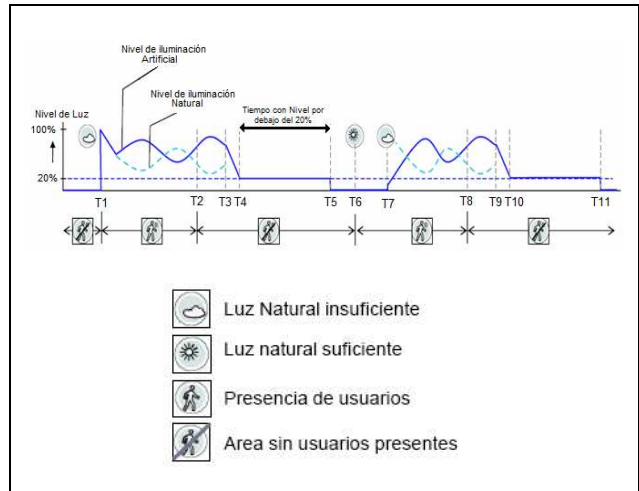 Nivel de iluminación
Artificial
Nivel de iluminación
Natural
Tiempo con Nivel por
debajo del 20%
Nivel de Luz
100%
20%
T1
T2
T3
T4
T5
T6
T7
T8
T9
T10
T11
Luz Natural insuficiente
Luz natural suficiente
Presencia de usuarios
Area sin usuarios presentes